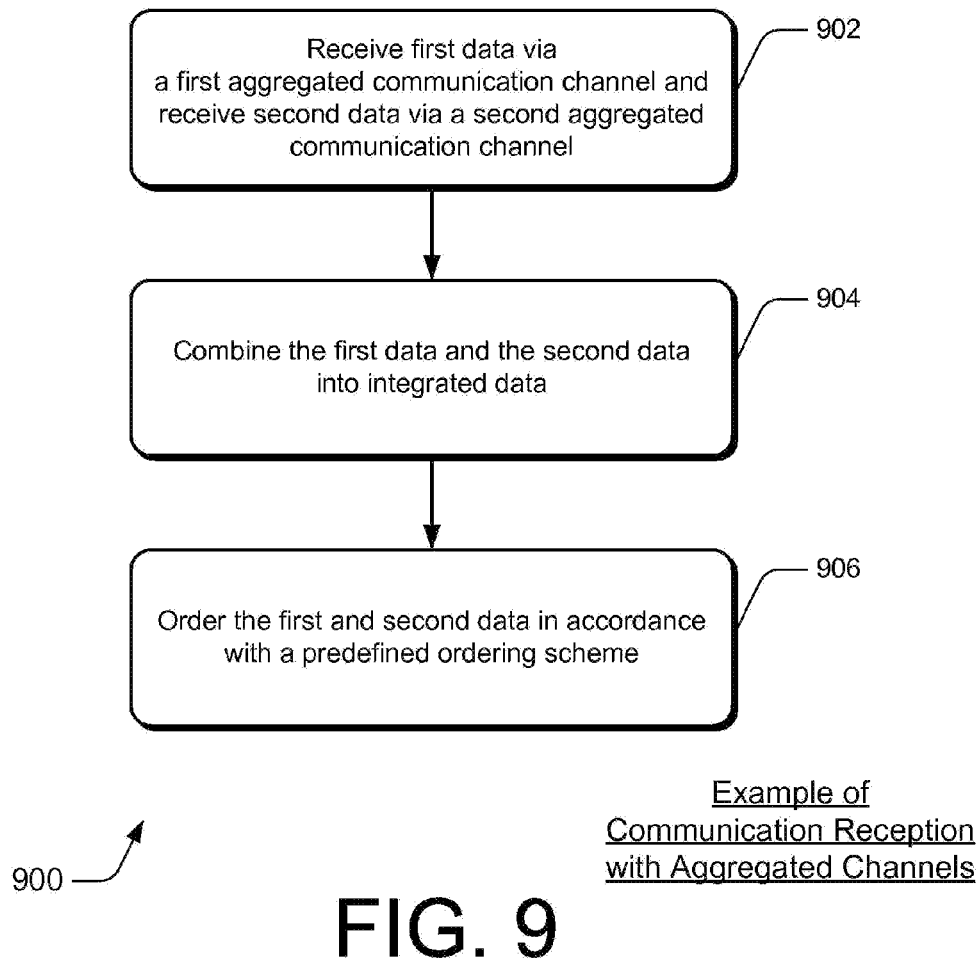 Receive first data via
a first aggregated communication channel and
receive second data via a second aggregated
communication channel
902
Combine the first data and the second data
into integrated data
904
Order the first and second data in accordance
with a predefined ordering scheme
906
Example of
Communication Reception
with Aggregated Channels
900
FIG. 9